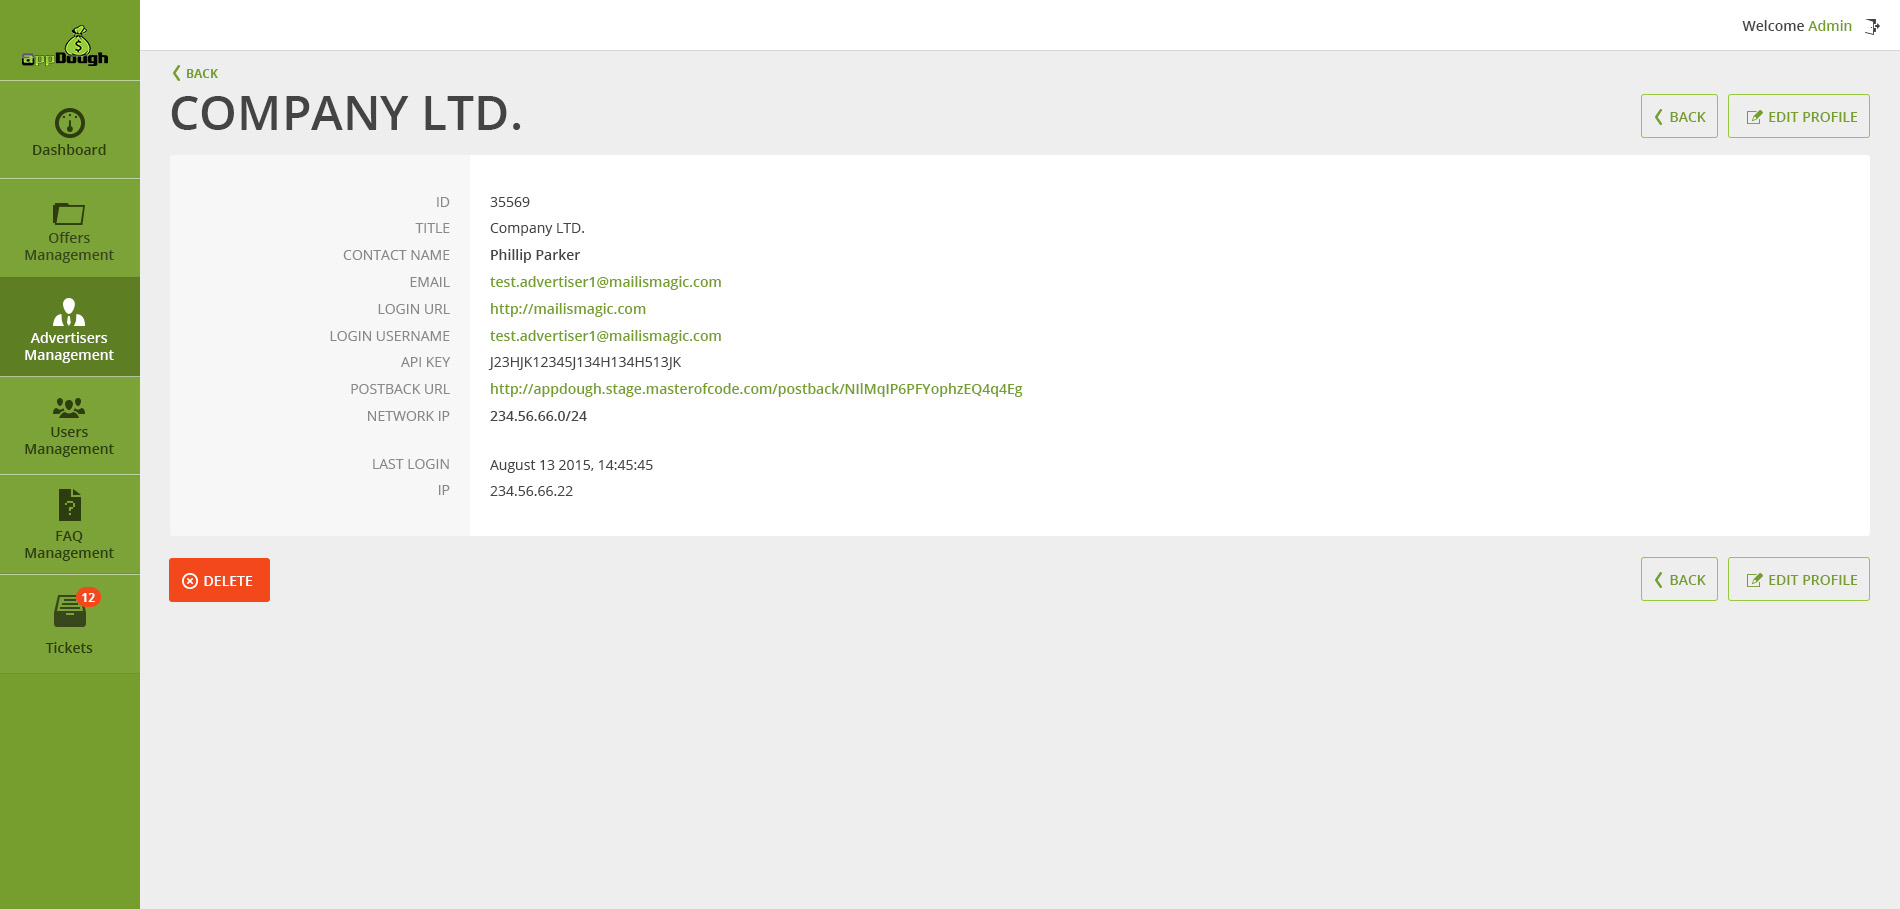 appDough
Welcome Admin
BACK
COMPANY LTD.
BACK
EDIT PROFILE
Dashboard
Offers
Management
Advertisers
Management
Users
Management
?
FAQ
Management
12
Tickets
ID 35569
TITLE Company LTD.
CONTACT NAME Phillip Parker
EMAIL test.advertiser1@mailismagic.com
LOGIN URL http://mailismagic.com
LOGIN USERNAME test.advertiser1@mailismagic.com
API KEY J23HJK12345J134H134H513JK
POSTBACK URL http://appdough.stage.masterofcode.com/postback/NIlMqIP6PFYophzEQ4q4Eg
NETWORK IP 234.56.66.0/24
LAST LOGIN August 13 2015, 14:45:45
IP 234.56.66.22
DELETE
BACK
EDIT PROFILE